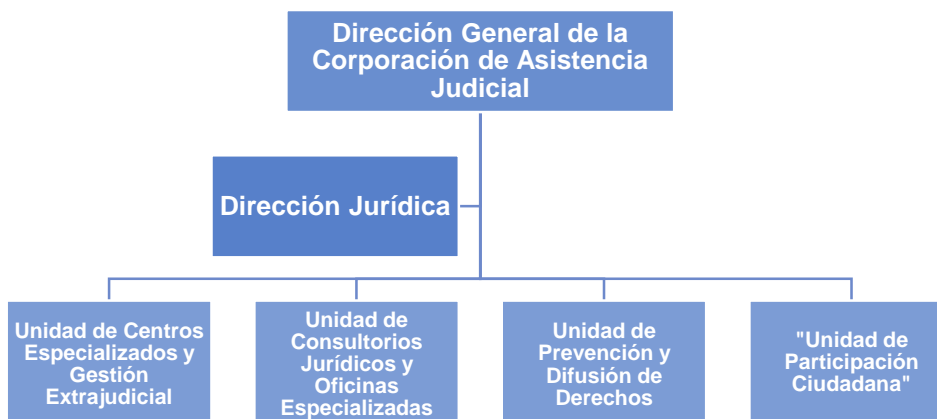 Dirección General de la
Corporación de Asistencia
Judicial
Dirección Jurídica
Unidad de Centros
Especializados y
Gestión
Extrajudicial
Unidad de
Consultorios
Jurídicos y
Oficinas
Especializadas
Unidad de
Prevención y
Difusión de
Derechos
"Unidad de
Participación
Ciudadana"